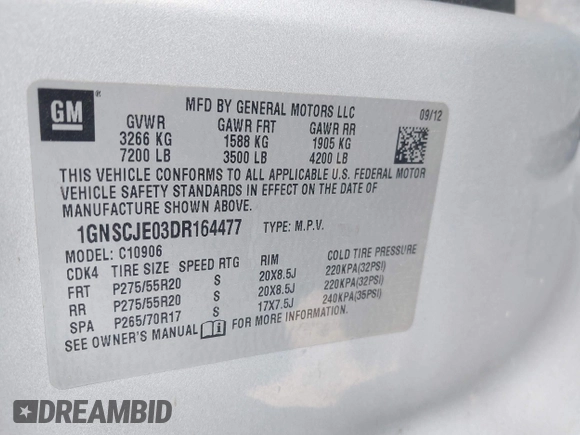 GM ®
MFD BY GENERAL MOTORS LLC 09/12
GVWR GAWR FRT GAWR RR
3266 KG 1588 KG 1905 KG
7200 LB 3500 LB 4200 LB
THIS VEHICLE CONFORMS TO ALL APPLICABLE U.S. FEDERAL MOTOR
VEHICLE SAFETY STANDARDS IN EFFECT ON THE DATE OF
MANUFACTURE SHOWN ABOVE.
1GNSCJE03DR164477 TYPE: M.P.V.
MODEL: C10906
CDK4 TIRE SIZE SPEED RTG RIM COLD TIRE PRESSURE
FRT P275/55R20 S 20X8.5J 220KPA(32PSI)
RR P275/55R20 S 20X8.5J 220KPA(32PSI)
SPA P265/70R17 S 17X7.5J 240KPA(35PSI)
SEE OWNER'S MANUAL FOR MORE INFORMATION.
DREAMBID